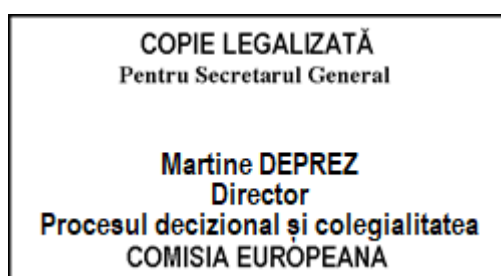 COPIE LEGALIZATĂ
Pentru Secretarul General
Martine DEPREZ
Director
Procesul decizional și colegialitatea
COMISIA EUROPEANA